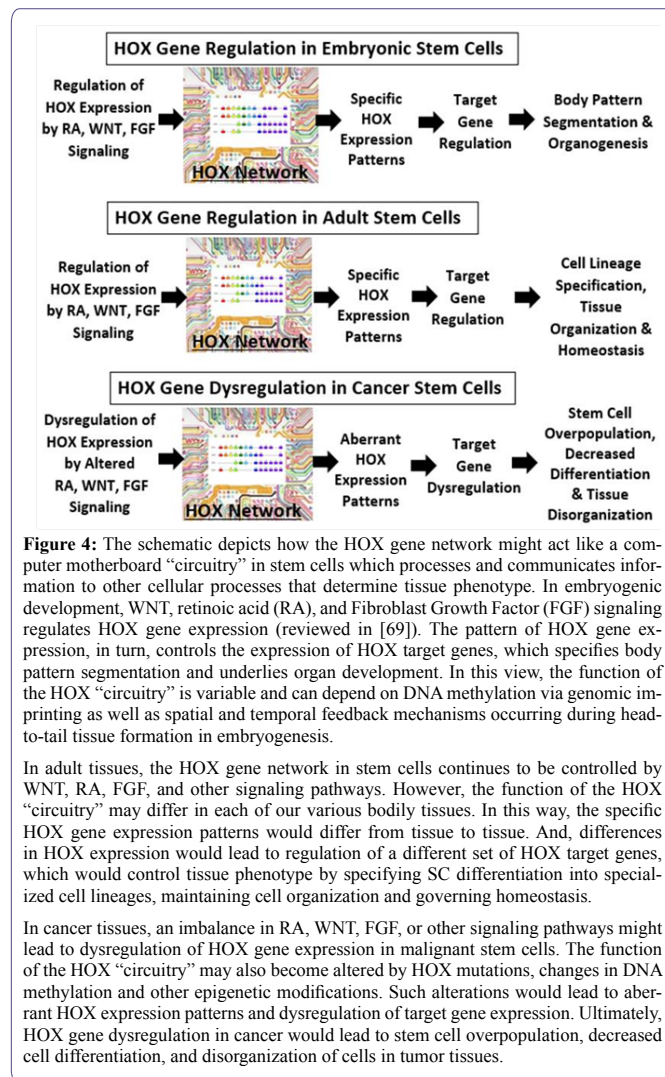 HOX Gene Regulation in Embryonic Stem Cells
Regulation of
HOX Expression
by RA, WNT, FGF
Signaling
HOX Network
Specific
HOX
Expression
Patterns
Target
Gene
Regulation
Body Pattern
Segmentation &
Organogenesis
HOX Gene Regulation in Adult Stem Cells
Regulation of
HOX Expression
by RA, WNT, FGF
Signaling
HOX Network
Specific
HOX
Expression
Patterns
Target
Gene
Regulation
Cell Lineage
Specification,
Tissue
Organization &
Homeostasis
HOX Gene Dysregulation in Cancer Stem Cells
Dysregulation of
HOX Expression
by Altered
RA, WNT, FGF
Signaling
HOX Network
Aberrant
HOX
Expression
Patterns
Target
Gene
Dysregulation
Stem Cell
Overpopulation,
Decreased
Differentiation
& Tissue
Disorganization
Figure 4: The schematic depicts how the HOX gene network might act like a com-
puter motherboard “circuitry” in stem cells which processes and communicates infor-
mation to other cellular processes that determine tissue phenotype. In embryogenic
development, WNT, retinoic acid (RA), and Fibroblast Growth Factor (FGF) signaling
regulates HOX gene expression (reviewed in [69]). The pattern of HOX gene ex-
pression, in turn, controls the expression of HOX target genes, which specifies body
pattern segmentation and underlies organ development. In this view, the function of
the HOX “circuitry” is variable and can depend on DNA methylation via genomic im-
printing as well as spatial and temporal feedback mechanisms occurring during head-
to-tail tissue formation in embryogenesis.
In adult tissues, the HOX gene network in stem cells continues to be controlled by
WNT, RA, FGF, and other signaling pathways. However, the function of the HOX
“circuitry” may differ in each of our various bodily tissues. In this way, the specific
HOX gene expression patterns would differ from tissue to tissue. And, differences
in HOX expression would lead to regulation of a different set of HOX target genes,
which would control tissue phenotype by specifying SC differentiation into special-
ized cell lineages, maintaining cell organization and governing homeostasis.
In cancer tissues, an imbalance in RA, WNT, FGF, or other signaling pathways might
lead to dysregulation of HOX gene expression in malignant stem cells. The function
of the HOX “circuitry” may also become altered by HOX mutations, changes in DNA
methylation and other epigenetic modifications. Such alterations would lead to aber-
rant HOX expression patterns and dysregulation of target gene expression. Ultimately,
HOX gene dysregulation in cancer would lead to stem cell overpopulation, decreased
cell differentiation, and disorganization of cells in tumor tissues.